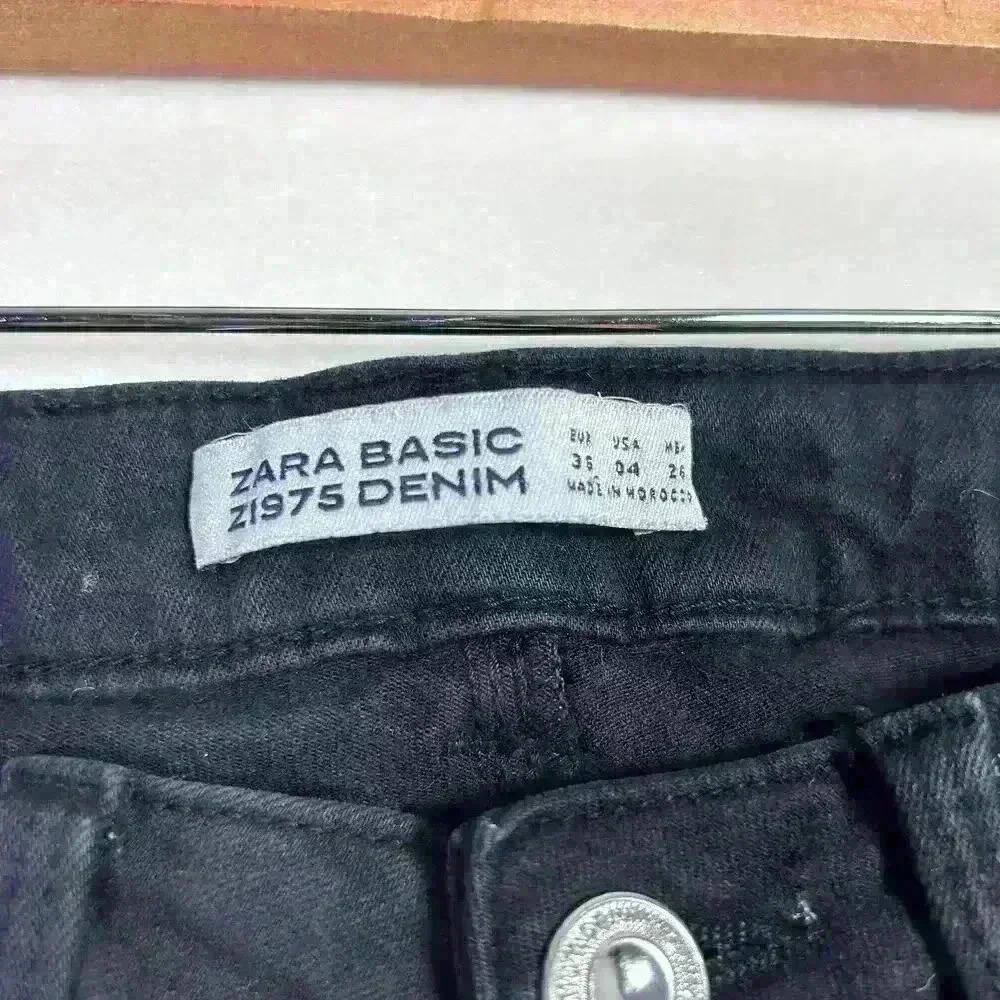 ZARA BASIC
Z1975 DENIM
EUR USA MEX
36 04 26
MADE IN MOROCCO